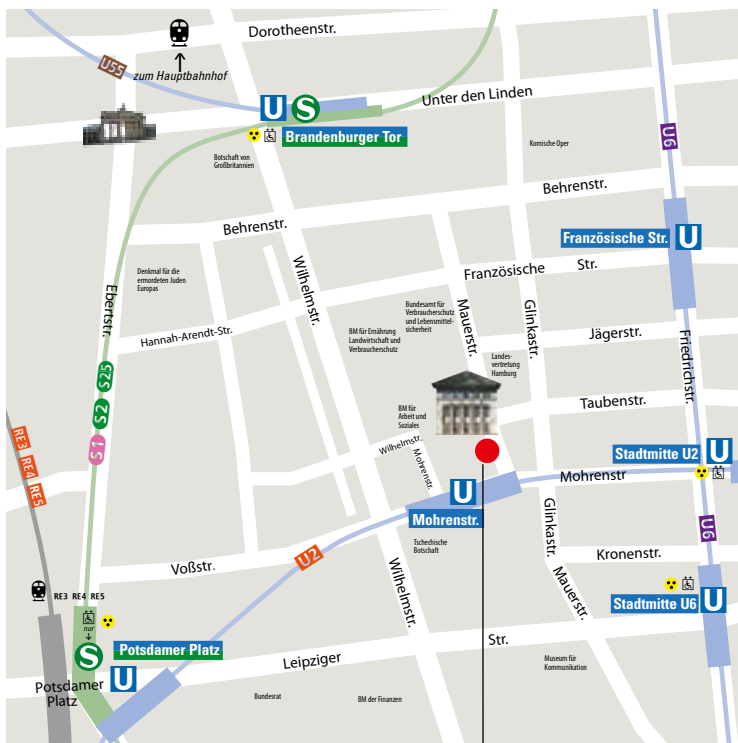 Dorotheenstr.
U55
zum Hauptbahnhof
U S
Unter den Linden
Brandenburger Tor
U6
Botschaft von
Großbritannien
Komische Oper
Behrenstr.
Behrenstr.
Französische Str. U
Wilhelmstr.
Französische Str.
Denkmal für die
ermordeten Juden
Europas
Ebertstr.
Hannah-Arendt-Str.
Bundesamt für
Verbraucherschutz
und Lebensmittel-
sicherheit
Mauerstr.
Glinkastr.
BM für Ernährung
Landwirtschaft und
Verbraucherschutz
Jägerstr.
Friedrichstr.
Landes-
vertretung
Hamburg
S25
S2
S1
BM für
Arbeit und
Soziales
Taubenstr.
RE3
RE4
RE5
Wilhelmstr.
Mohrenstr.
Stadtmitte U2 U
Mohrenstr
U
Mohrenstr.
Glinkastr.
U6
Tschechische
Botschaft
U2
Voßstr.
Kronenstr.
Wilhelmstr.
Mauerstr.
RE3 RE4 RE5
Stadtmitte U6 U
nur
S
Potsdamer Platz
U
Leipziger Str.
Potsdamer
Platz
Museum für
Kommunikation
Bundesrat
BM der Finanzen